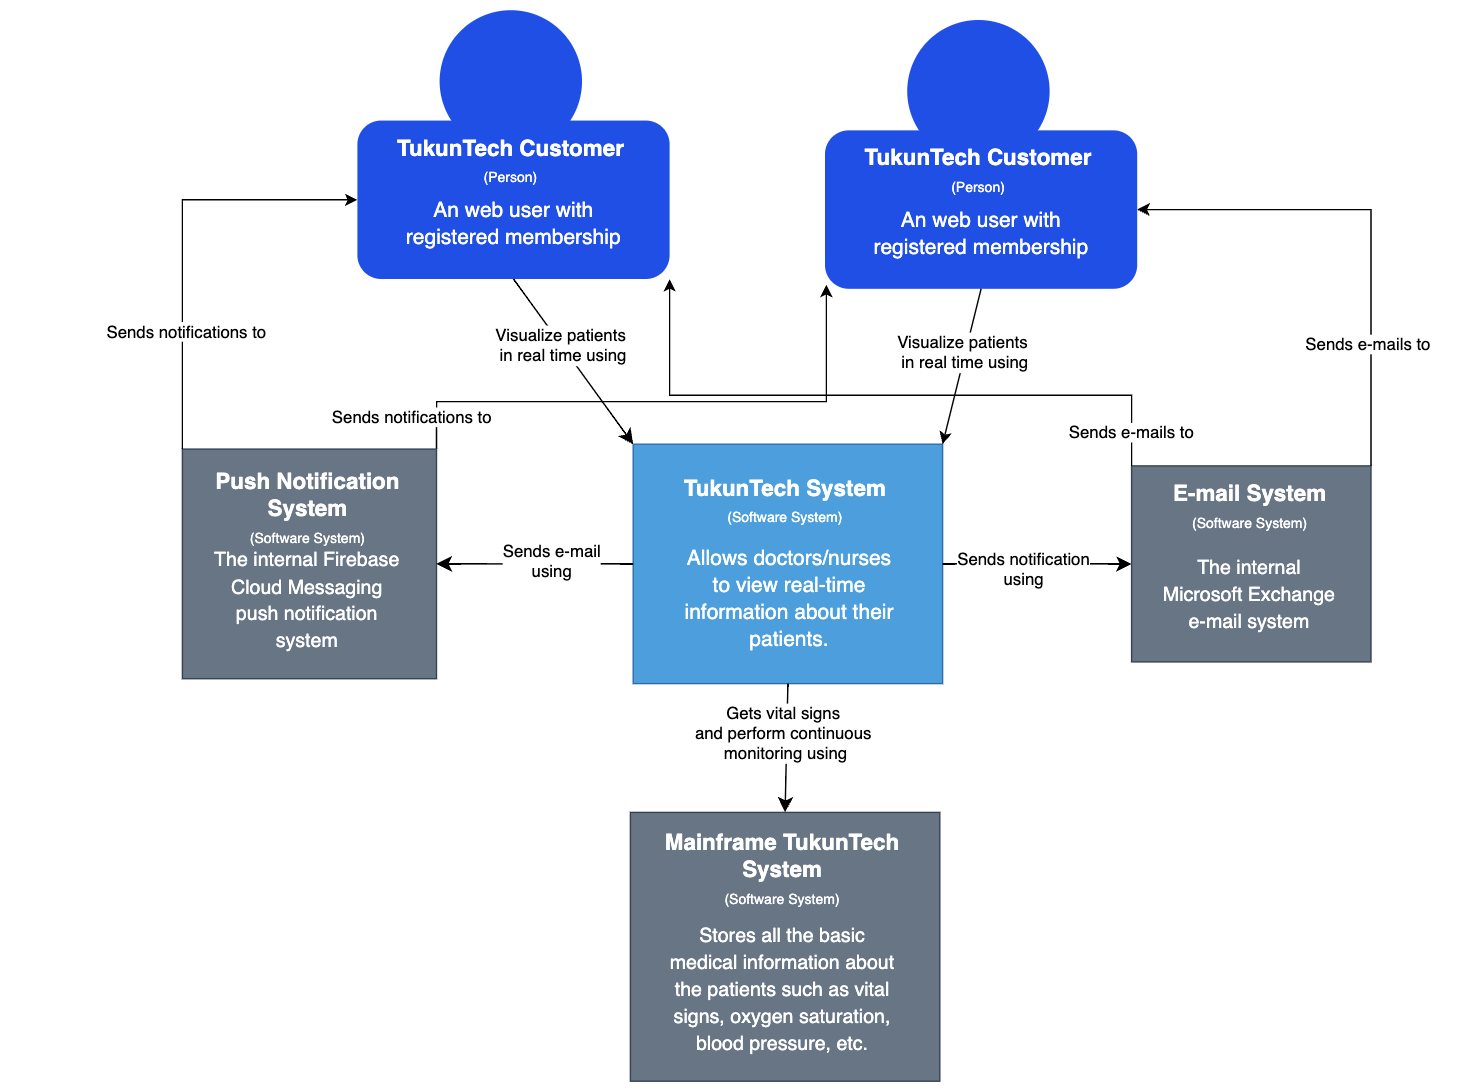 TukunTech Customer
(Person)
An web user with
registered membership
TukunTech Customer
(Person)
An web user with
registered membership
Sends notifications to
Visualize patients
in real time using
Visualize patients
in real time using
Sends e-mails to
Sends notifications to
Sends e-mails to
Push Notification
System
(Software System)
The internal Firebase
Cloud Messaging
push notification
system
Sends e-mail
using
TukunTech System
(Software System)
Allows doctors/nurses
to view real-time
information about their
patients.
Sends notification
using
E-mail System
(Software System)
The internal
Microsoft Exchange
e-mail system
Gets vital signs
and perform continuous
monitoring using
Mainframe TukunTech
System
(Software System)
Stores all the basic
medical information about
the patients such as vital
signs, oxygen saturation,
blood pressure, etc.